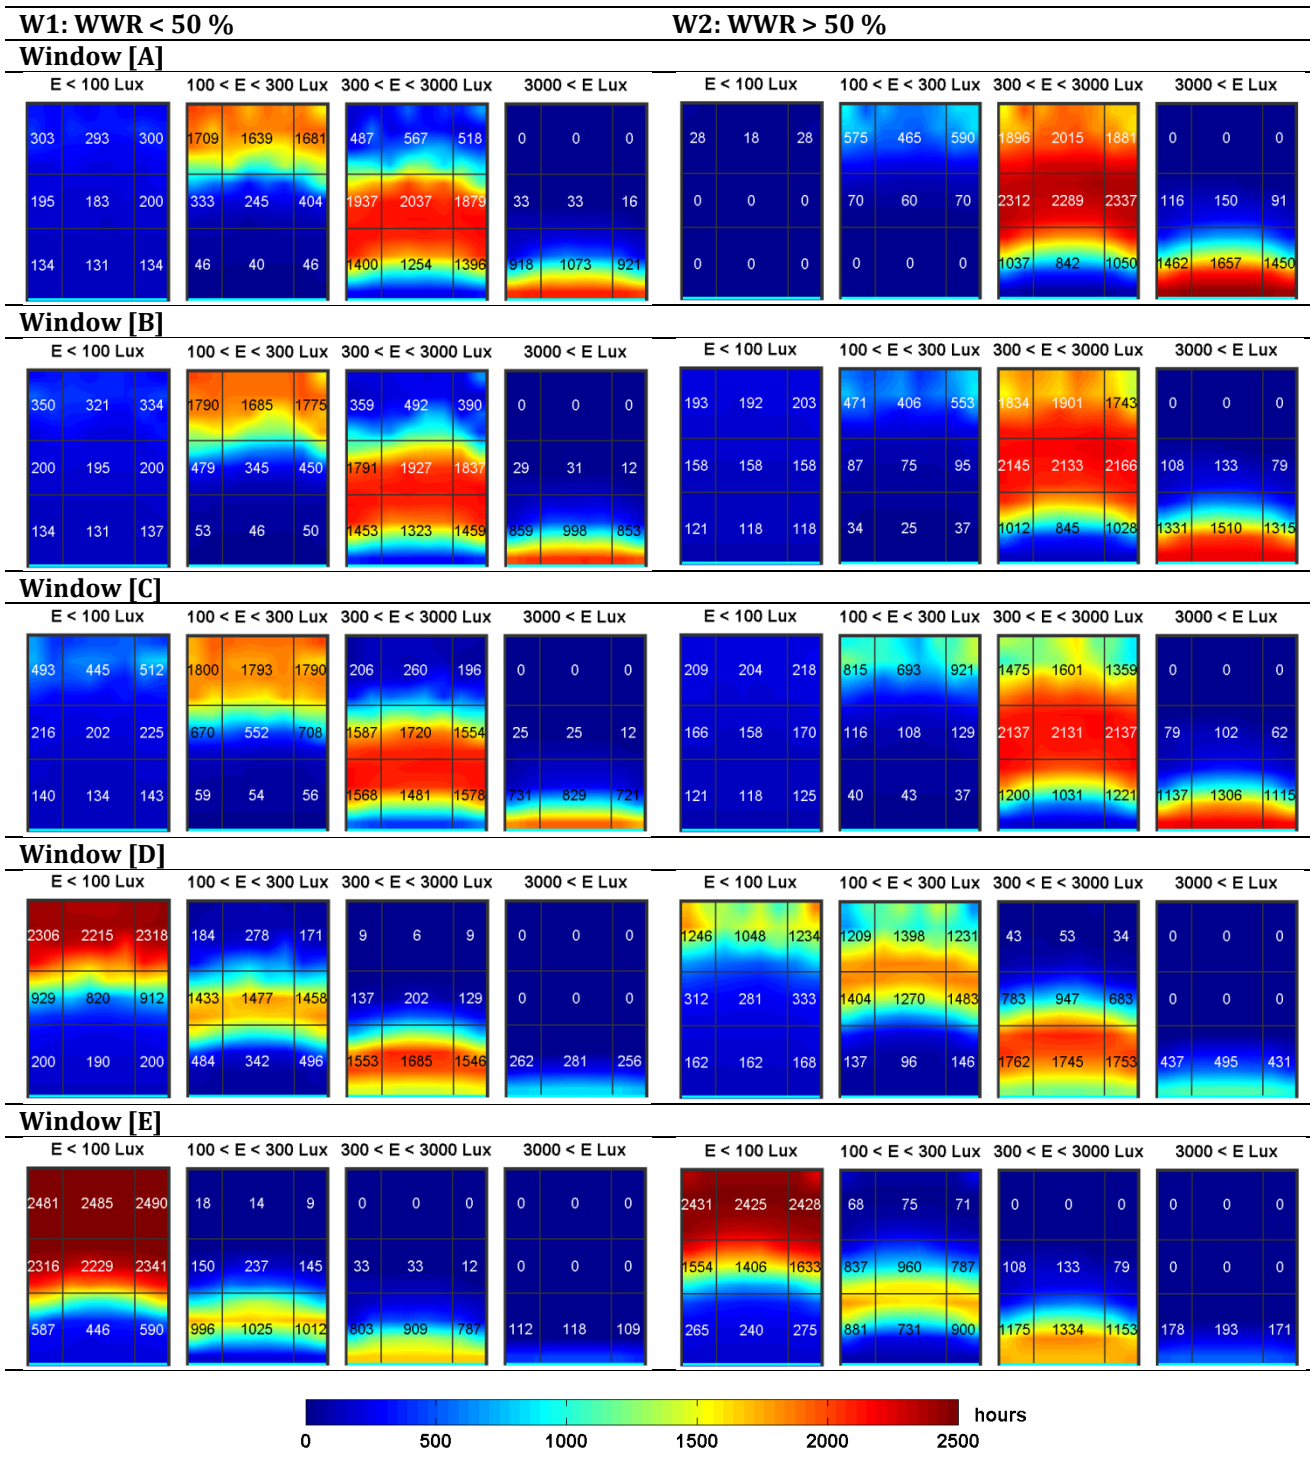 W1: WWR < 50 % W2: WWR > 50 %
Window [A]
E < 100 Lux 100 < E < 300 Lux 300 < E < 3000 Lux 3000 < E Lux E < 100 Lux 100 < E < 300 Lux 300 < E < 3000 Lux 3000 < E Lux
303 293 300 1709 1639 1681 487 567 518 0 0 0 28 18 28 575 465 590 1896 2015 1881 0 0 0
195 183 200 333 245 404 1937 2037 1879 33 33 16 0 0 0 70 60 70 2312 2289 2337 116 150 91
134 131 134 46 40 46 1400 1254 1396 918 1073 921 0 0 0 0 0 0 1037 842 1050 1462 1657 1450
Window [B]
E < 100 Lux 100 < E < 300 Lux 300 < E < 3000 Lux 3000 < E Lux E < 100 Lux 100 < E < 300 Lux 300 < E < 3000 Lux 3000 < E Lux
350 321 334 1790 1685 1775 359 492 390 0 0 0 193 192 203 471 406 553 1834 1901 1743 0 0 0
200 195 200 479 345 450 1791 1927 1837 29 31 12 158 158 158 87 75 95 2145 2133 2166 108 133 79
134 131 137 53 46 50 1453 1323 1459 859 998 853 121 118 118 34 25 37 1012 845 1028 1331 1510 1315
Window [C]
E < 100 Lux 100 < E < 300 Lux 300 < E < 3000 Lux 3000 < E Lux E < 100 Lux 100 < E < 300 Lux 300 < E < 3000 Lux 3000 < E Lux
493 445 512 1800 1793 1790 206 260 196 0 0 0 209 204 218 815 693 921 1475 1601 1359 0 0 0
216 202 225 670 552 708 1587 1720 1554 25 25 12 166 158 170 116 108 129 2137 2131 2137 79 102 62
140 134 143 59 54 56 1568 1481 1578 731 829 721 121 118 125 40 43 37 1200 1031 1221 1137 1306 1115
Window [D]
E < 100 Lux 100 < E < 300 Lux 300 < E < 3000 Lux 3000 < E Lux E < 100 Lux 100 < E < 300 Lux 300 < E < 3000 Lux 3000 < E Lux
2306 2215 2318 184 278 171 9 6 9 0 0 0 1246 1048 1234 1209 1398 1231 43 53 34 0 0 0
929 820 912 1433 1477 1458 137 202 129 0 0 0 312 281 333 1404 1270 1483 783 947 683 0 0 0
200 190 200 484 342 496 1553 1685 1546 262 281 256 162 162 168 137 96 146 1762 1745 1753 437 495 431
Window [E]
E < 100 Lux 100 < E < 300 Lux 300 < E < 3000 Lux 3000 < E Lux E < 100 Lux 100 < E < 300 Lux 300 < E < 3000 Lux 3000 < E Lux
2481 2485 2490 18 14 9 0 0 0 0 0 0 2431 2425 2428 68 75 71 0 0 0 0 0 0
2316 2229 2341 150 237 145 33 33 12 0 0 0 1554 1406 1633 837 960 787 108 133 79 0 0 0
587 446 590 996 1025 1012 803 909 787 112 118 109 265 240 275 881 731 900 1175 1334 1153 178 193 171
hours
0 500 1000 1500 2000 2500